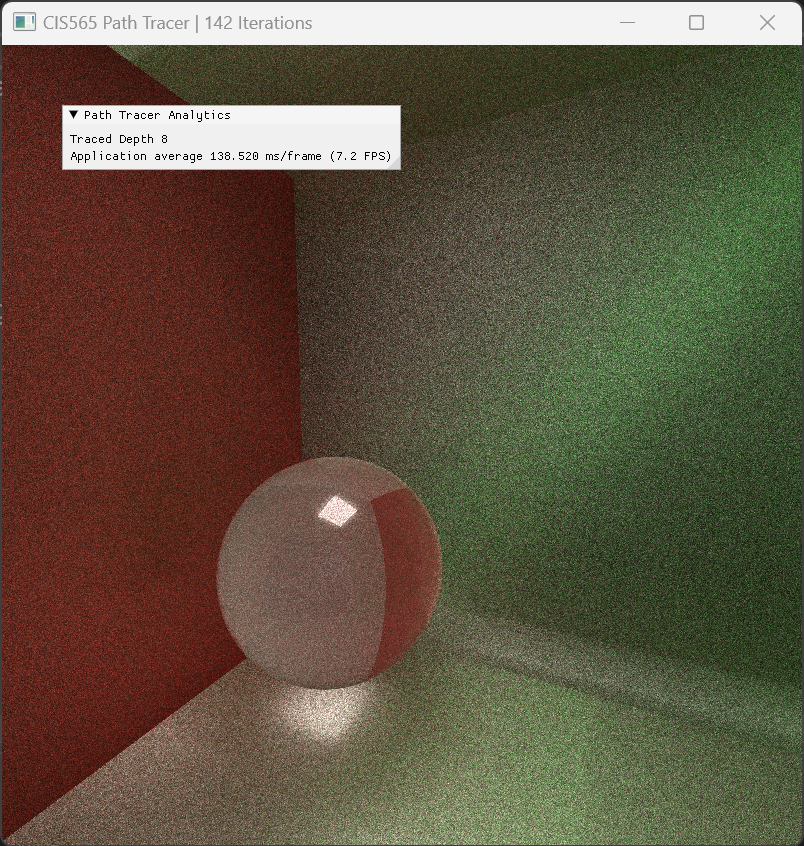 CIS565 Path Tracer | 142 Iterations
Path Tracer Analytics
Traced Depth 8
Application average 138.520 ms/frame (7.2 FPS)